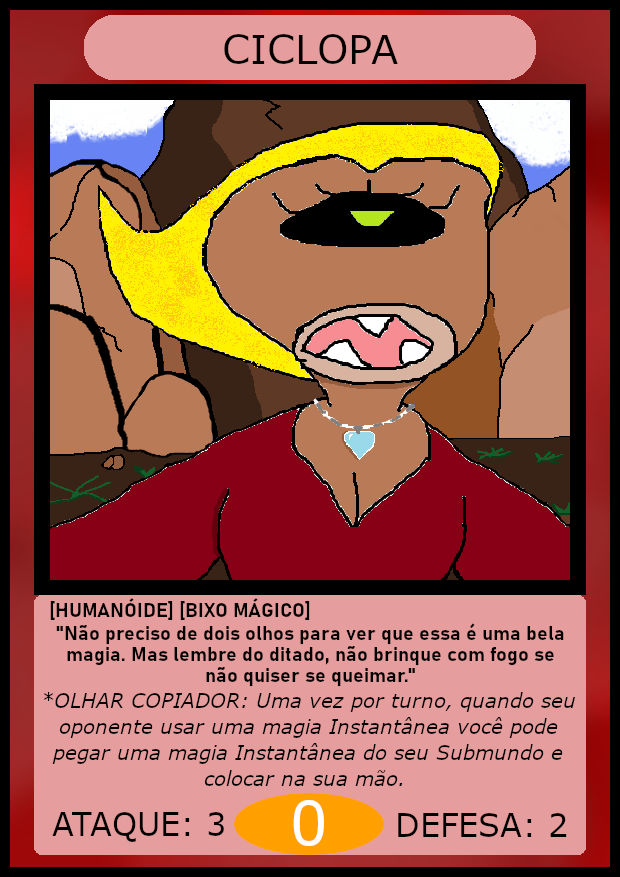 CICLOPA
[HUMANÓIDE] [BIXO MÁGICO]
"Não preciso de dois olhos para ver que essa é uma bela
magia. Mas lembre do ditado, não brinque com fogo se
não quiser se queimar."
*OLHAR COPIADOR: Uma vez por turno, quando seu
oponente usar uma magia Instantânea você pode
pegar uma magia Instantânea do seu Submundo e
colocar na sua mão.
ATAQUE: 3 0 DEFESA: 2